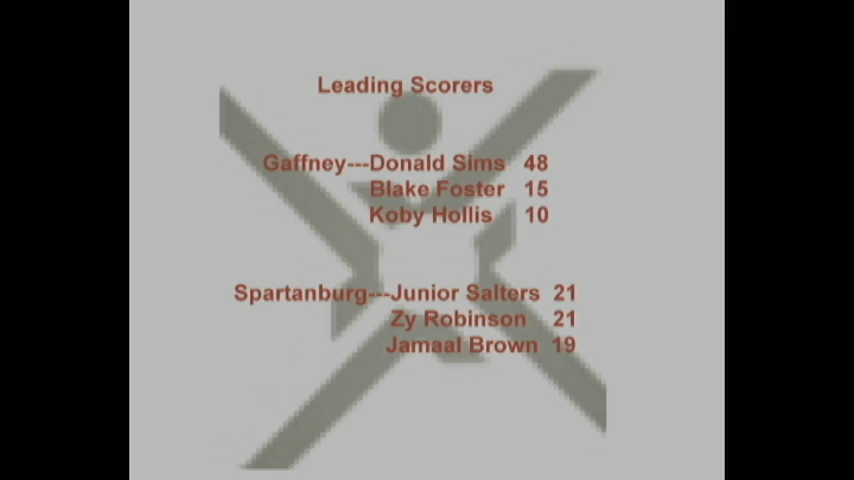 Leading Scorers
Gaffney---Donald Sims 48
Blake Foster 15
Koby Hollis 10
Spartanburg---Junior Salters 21
Zy Robinson 21
Jamaal Brown 19